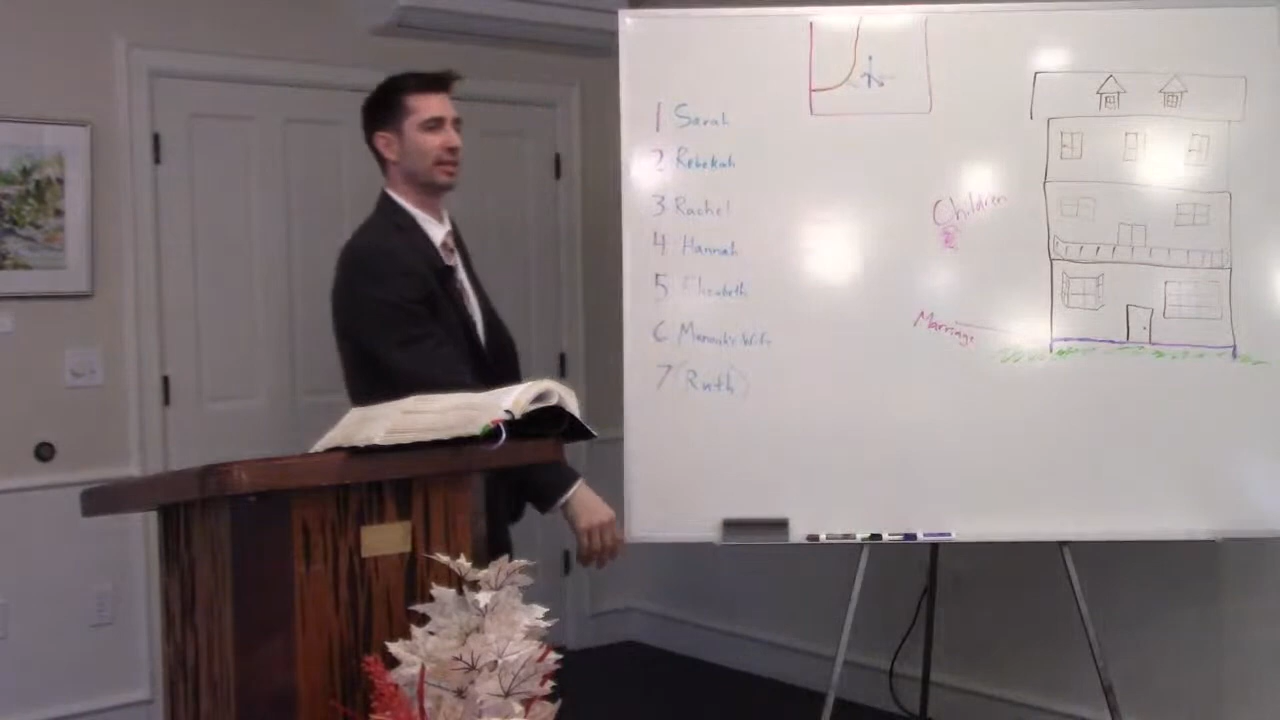 1 Sarah
2 Rebekah
3 Rachel
4 Hannah
5 Elizabeth
6 Manoah's Wife
7 (Ruth)
Children
Marriage